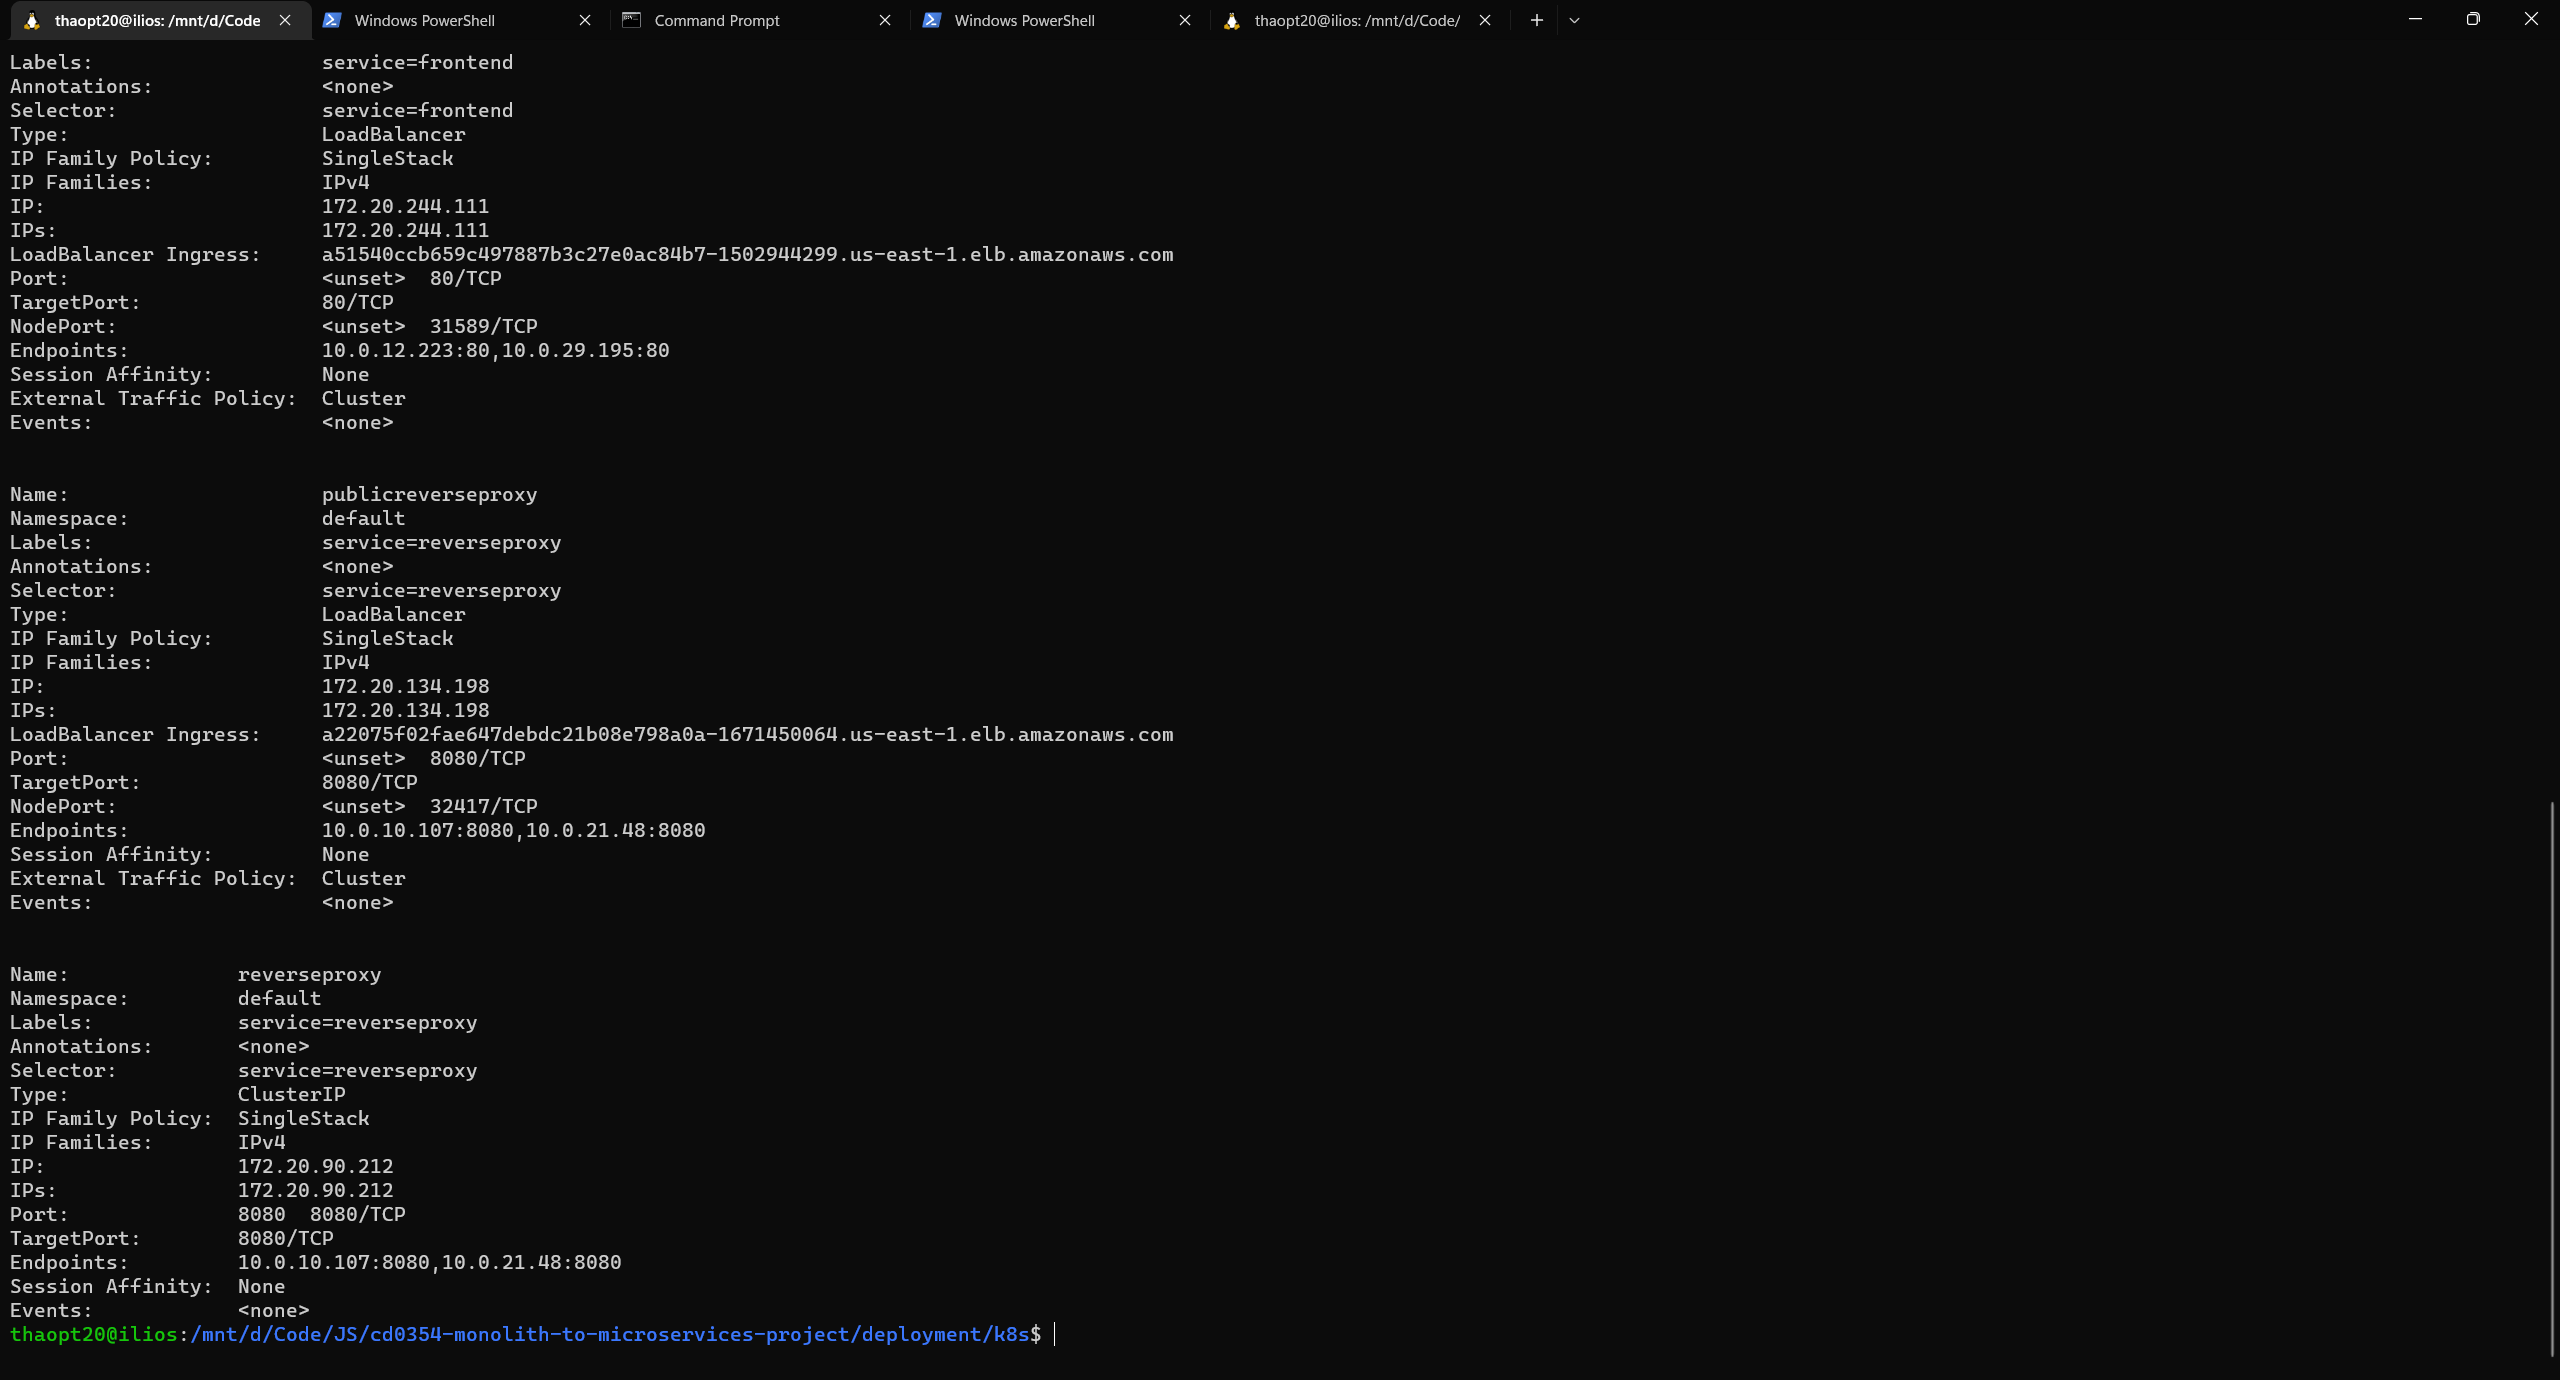 thaopt20@ilios: /mnt/d/Code
Windows PowerShell
Command Prompt
Windows PowerShell
thaopt20@ilios: /mnt/d/Code/
Labels:                   service=frontend
Annotations:              <none>
Selector:                 service=frontend
Type:                     LoadBalancer
IP Family Policy:         SingleStack
IP Families:              IPv4
IP:                       172.20.244.111
IPs:                      172.20.244.111
LoadBalancer Ingress:     a51540ccb659c497887b3c27e0ac84b7-1502944299.us-east-1.elb.amazonaws.com
Port:                     <unset>  80/TCP
TargetPort:               80/TCP
NodePort:                 <unset>  31589/TCP
Endpoints:                10.0.12.223:80,10.0.29.195:80
Session Affinity:         None
External Traffic Policy:  Cluster
Events:                   <none>
Name:                     publicreverseproxy
Namespace:                default
Labels:                   service=reverseproxy
Annotations:              <none>
Selector:                 service=reverseproxy
Type:                     LoadBalancer
IP Family Policy:         SingleStack
IP Families:              IPv4
IP:                       172.20.134.198
IPs:                      172.20.134.198
LoadBalancer Ingress:     a22075f02fae647debdc21b08e798a0a-1671450064.us-east-1.elb.amazonaws.com
Port:                     <unset>  8080/TCP
TargetPort:               8080/TCP
NodePort:                 <unset>  32417/TCP
Endpoints:                10.0.10.107:8080,10.0.21.48:8080
Session Affinity:         None
External Traffic Policy:  Cluster
Events:                   <none>
Name:              reverseproxy
Namespace:         default
Labels:            service=reverseproxy
Annotations:       <none>
Selector:          service=reverseproxy
Type:              ClusterIP
IP Family Policy:  SingleStack
IP Families:       IPv4
IP:                172.20.90.212
IPs:               172.20.90.212
Port:              8080  8080/TCP
TargetPort:        8080/TCP
Endpoints:         10.0.10.107:8080,10.0.21.48:8080
Session Affinity:  None
Events:            <none>
thaopt20@ilios:/mnt/d/Code/JS/cd0354-monolith-to-microservices-project/deployment/k8s$